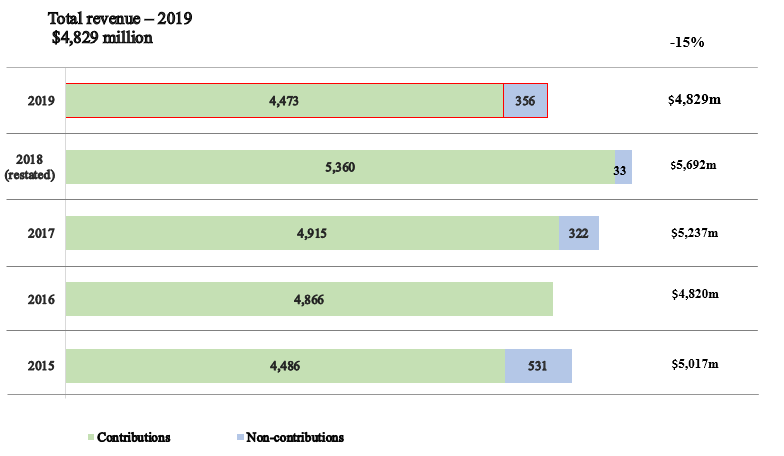 Total revenue – 2019
$4,829 million
-15%
2019 4,473 356 $4,829m
2018
(restated) 5,360 33 $5,692m
2017 4,915 322 $5,237m
2016 4,866 $4,820m
2015 4,486 531 $5,017m
Contributions Non-contributions